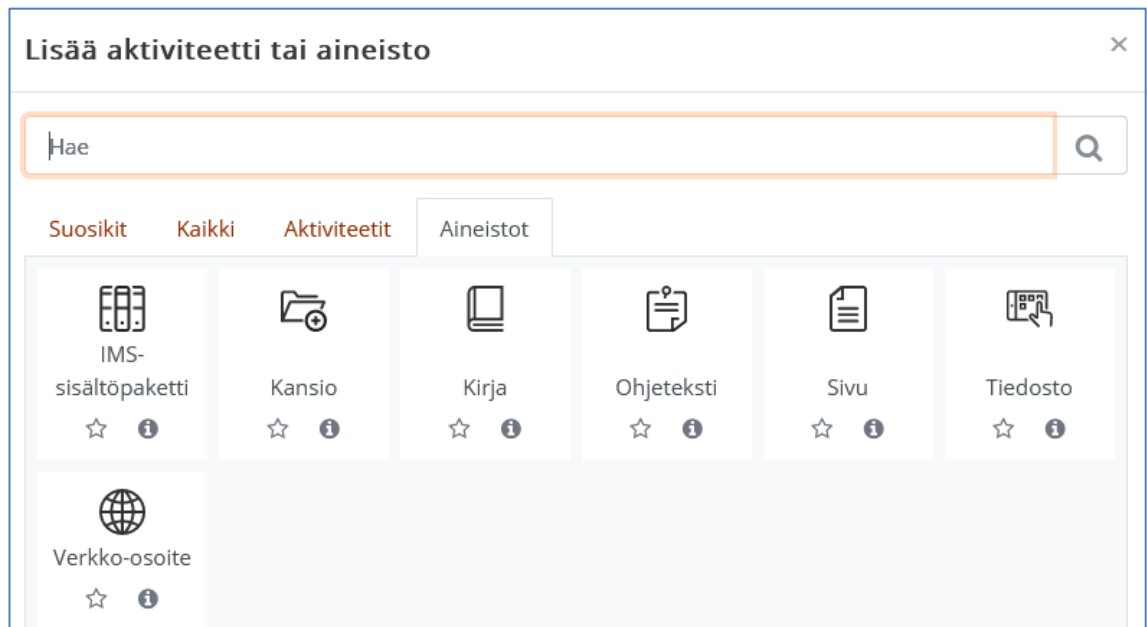 Lisää aktiviteetti tai aineisto
Hae
Suosikit Kaikki Aktiviteetit Aineistot
IMS-
sisältöpaketti Kansio Kirja Ohjeteksti Sivu Tiedosto
Verkko-osoite